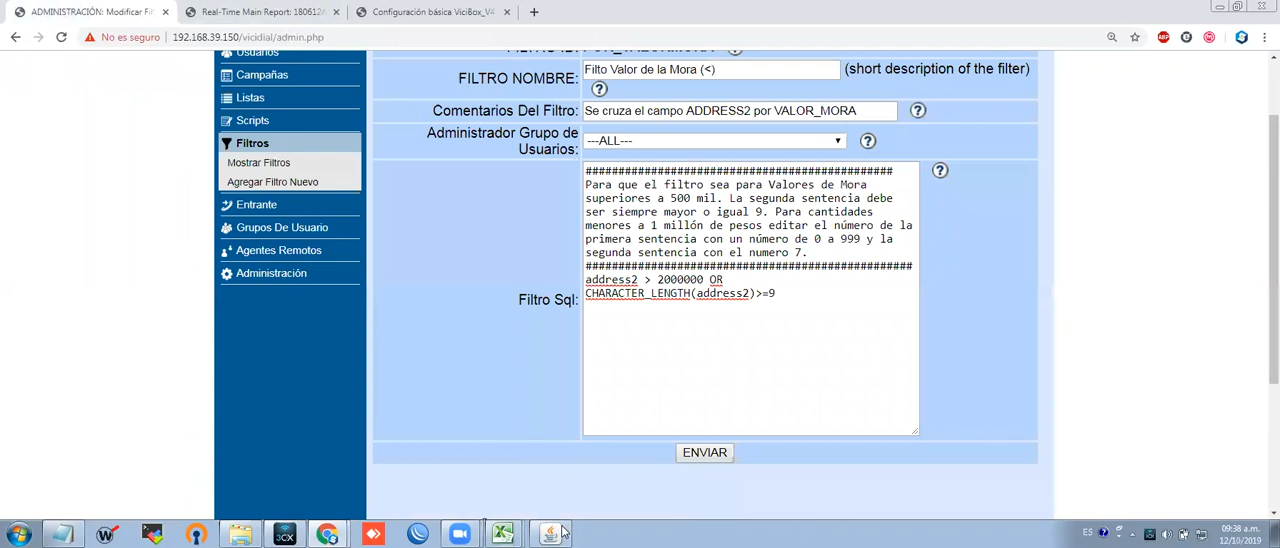 ADMINISTRACIÓN: Modificar Fi
Real-Time Main Report: 180612/
Configuración básica ViciBox_V4
No es seguro
192.168.39.150/vicidial/admin.php
ABP
Usuarios
Campañas
Listas
Scripts
Filtros
Mostrar Filtros
Agregar Filtro Nuevo
Entrante
Grupos De Usuario
Agentes Remotos
Administración
FILTRO NOMBRE:
Filto Valor de la Mora (<)
(short description of the filter)
Comentarios Del Filtro:
Se cruza el campo ADDRESS2 por VALOR_MORA
Administrador Grupo de
Usuarios:
---ALL---
Filtro Sql:
###############################################
Para que el filtro sea para Valores de Mora
superiores a 500 mil. La segunda sentencia debe
ser siempre mayor o igual 9. Para cantidades
menores a 1 millón de pesos editar el número de la
primera sentencia con un número de 0 a 999 y la
segunda sentencia con el numero 7.
##################################################
address2 > 2000000 OR
CHARACTER_LENGTH(address2)>=9
ENVIAR
3CX
ES
09:38 a.m.
12/10/2019